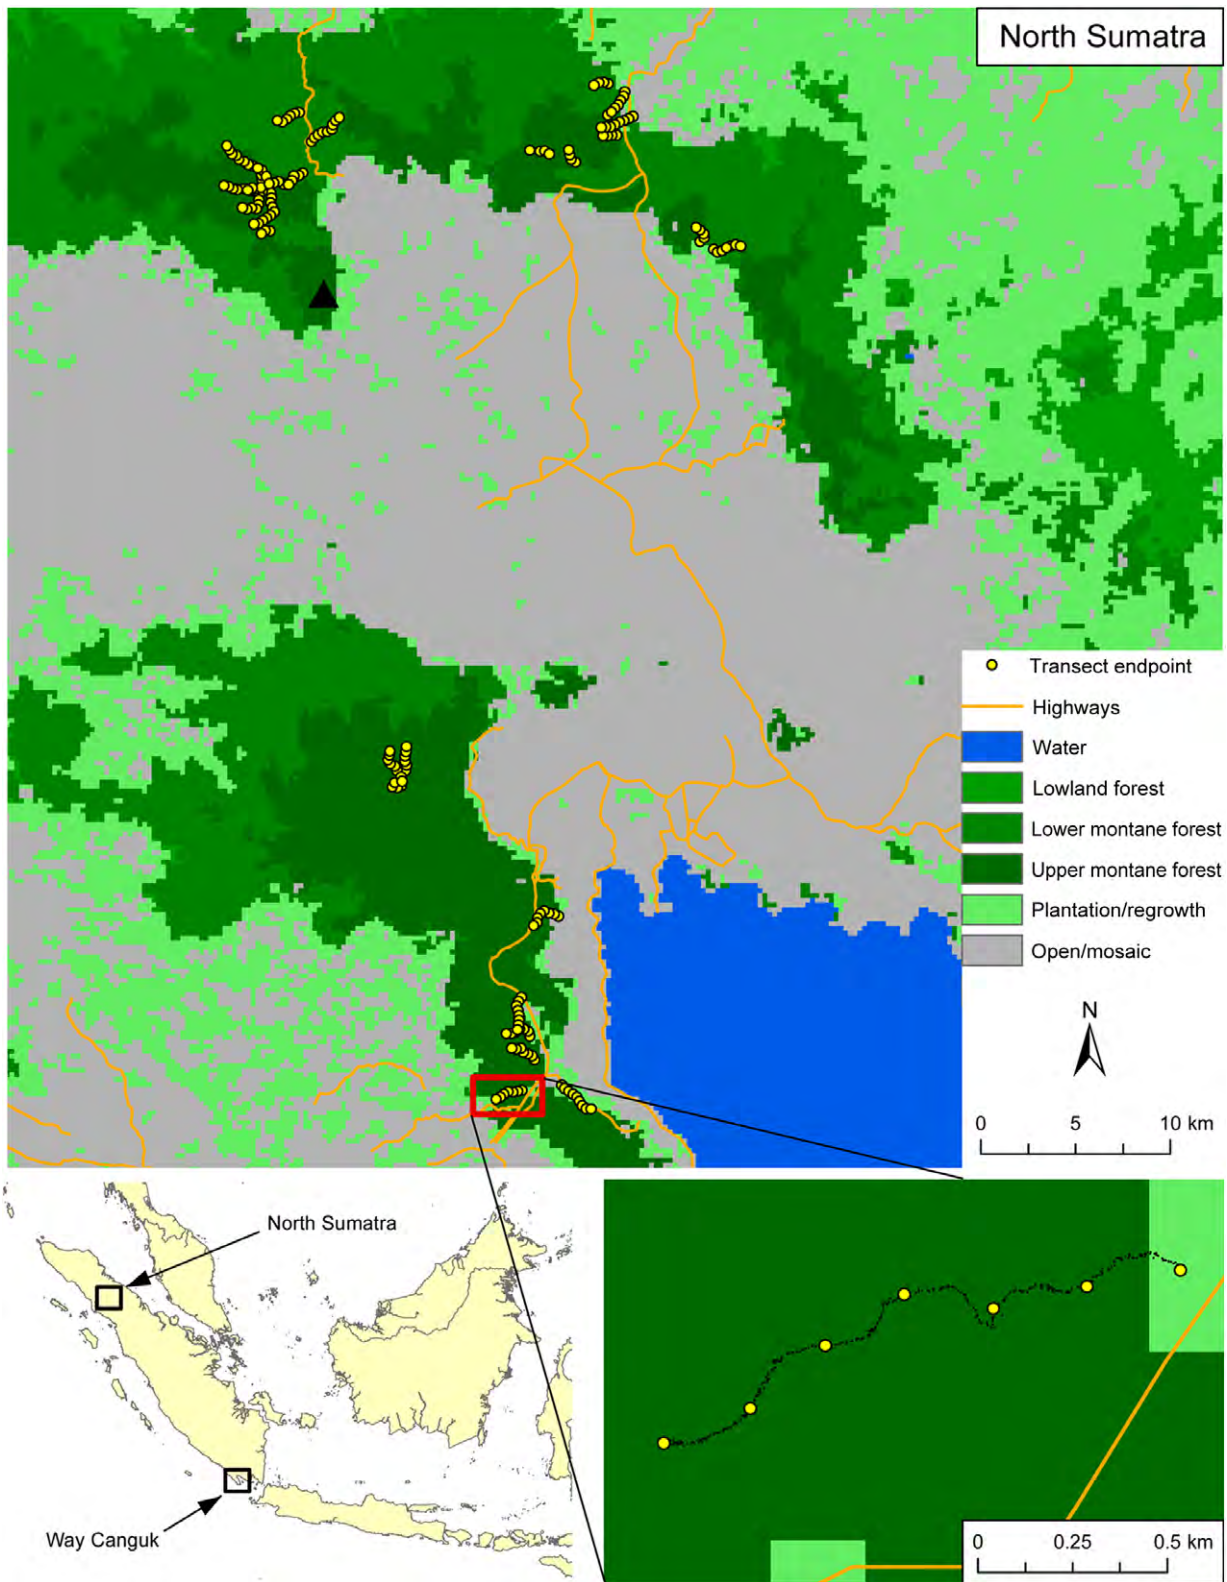 North Sumatra
Transect endpoint
Highways
Water
Lowland forest
Lower montane forest
Upper montane forest
Plantation/regrowth
Open/mosaic
N
0 5 10 km
North Sumatra
Way Canguk
0 0.25 0.5 km